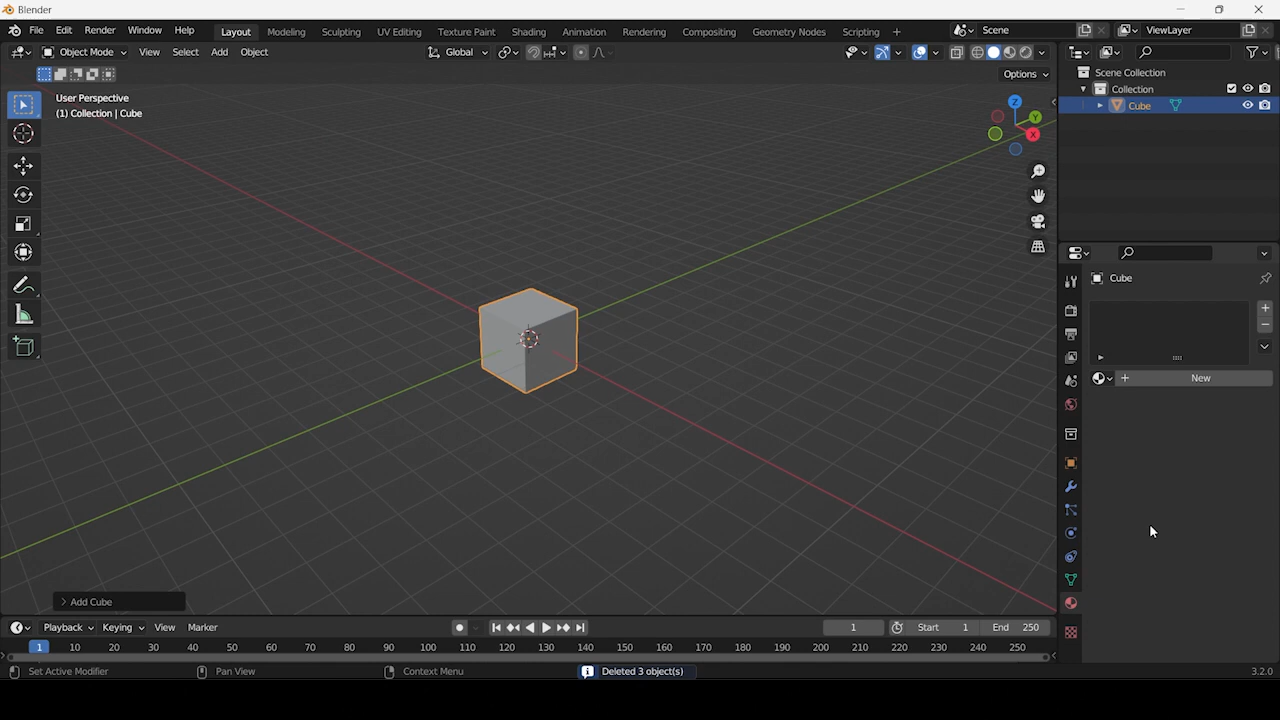 Blender
File Edit Render Window Help Layout Modeling Sculpting UV Editing Texture Paint Shading Animation Rendering Compositing Geometry Nodes Scripting + Scene ViewLayer
Object Mode View Select Add Object Global
Options
User Perspective
(1) Collection | Cube
Z
Y
X
Scene Collection
Collection
Cube
Cube
+
−
+ New
> Add Cube
Playback Keying View Marker 1 Start 1 End 250
1 10 20 30 40 50 60 70 80 90 100 110 120 130 140 150 160 170 180 190 200 210 220 230 240 250
Set Active Modifier Pan View Context Menu Deleted 3 object(s) 3.2.0